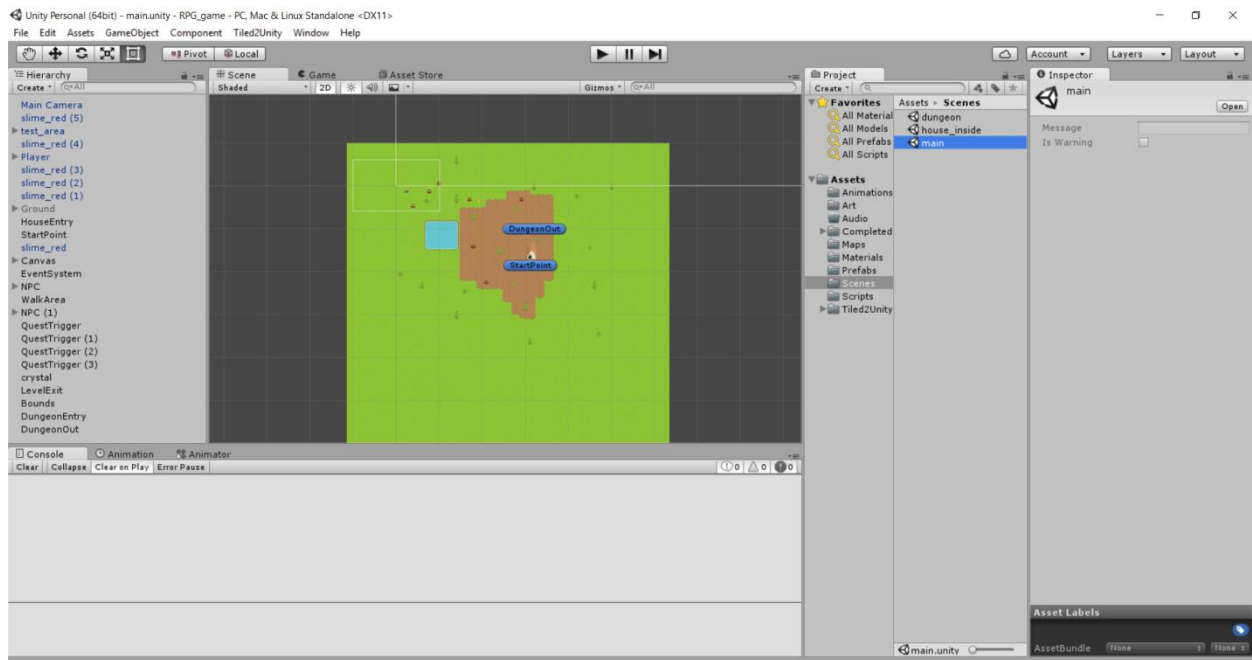 Unity Personal (64bit) - main.unity - RPG_game - PC, Mac & Linux Standalone <DX11>
File Edit Assets GameObject Component Tiled2Unity Window Help
Pivot Local Account Layers Layout
Hierarchy
Create All
Main Camera
slime_red (5)
test_area
slime_red (4)
Player
slime_red (3)
slime_red (2)
slime_red (1)
Ground
HouseEntry
StartPoint
slime_red
Canvas
EventSystem
NPC
WalkArea
NPC (1)
QuestTrigger
QuestTrigger (1)
QuestTrigger (2)
QuestTrigger (3)
crystal
LevelExit
Bounds
DungeonEntry
DungeonOut
Scene Game Asset Store
Shaded 2D Gizmos All
DungeonOut
StartPoint
Console Animation Animator
Clear Collapse Clear on Play Error Pause 0 0 0
Project
Create
Favorites
All Material
All Models
All Prefabs
All Scripts
Assets
Animations
Art
Audio
Completed
Maps
Materials
Prefabs
Scenes
Scripts
Tiled2Unity
Assets Scenes
dungeon
house_inside
main
main.unity
Inspector
main
Open
Message
Is Warning
Asset Labels
AssetBundle None None